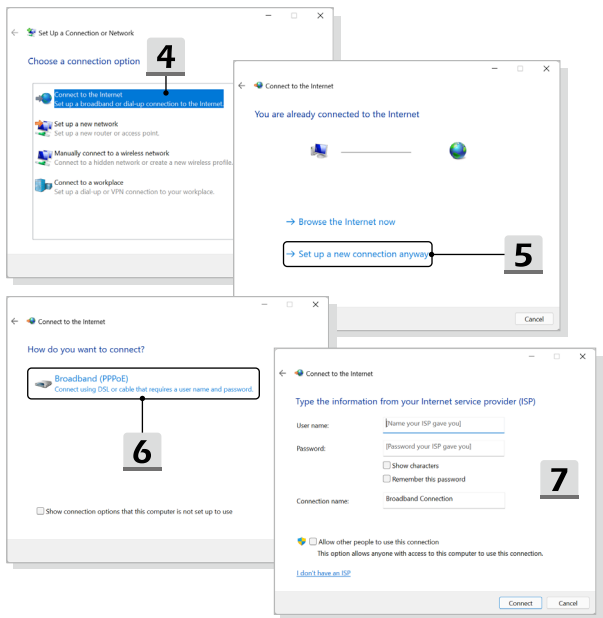 Set Up a Connection or Network
Choose a connection option
4
Connect to the Internet
Set up a broadband or dial-up connection to the Internet.
Set up a new network
Set up a new router or access point.
Manually connect to a wireless network
Connect to a hidden network or create a new wireless profile.
Connect to a workplace
Set up a dial-up or VPN connection to your workplace.
Connect to the Internet
You are already connected to the Internet
Browse the Internet now
Set up a new connection anyway
5
Cancel
Connect to the Internet
How do you want to connect?
Broadband (PPPoE)
Connect using DSL or cable that requires a user name and password.
6
Show connection options that this computer is not set up to use
Connect to the Internet
Type the information from your Internet service provider (ISP)
User name:
[Name your ISP gave you]
Password:
[Password your ISP gave you]
Show characters
Remember this password
7
Connection name:
Broadband Connection
Allow other people to use this connection
This option allows anyone with access to this computer to use this connection.
I don't have an ISP
Connect
Cancel